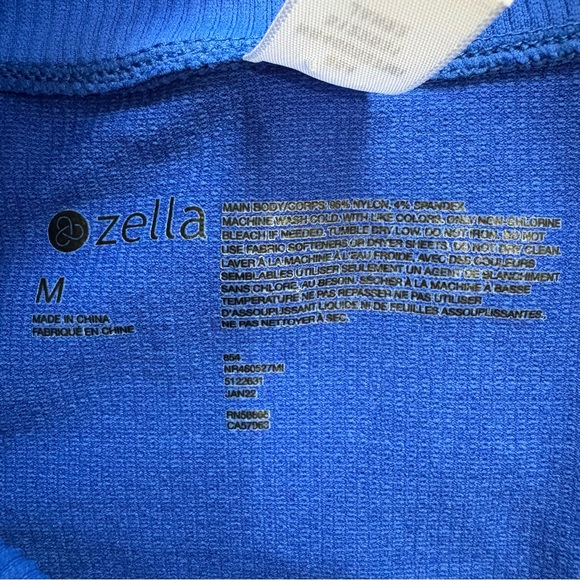 zella
M
MADE IN CHINA
FABRIQUÉ EN CHINE
MAIN BODY/CORPS: 96% NYLON, 4% SPANDEX.
MACHINE WASH COLD, WITH LIKE COLORS. ONLY NON-CHLORINE
BLEACH IF NEEDED. TUMBLE DRY LOW. DO NOT IRON. DO NOT
USE FABRIC SOFTENERS OR DRYER SHEETS. DO NOT DRY CLEAN.
LAVER À LA MACHINE À L'EAU FROIDE, AVEC DES COULEURS
SEMBLABLES UTILISER SEULEMENT UN AGENT DE BLANCHIMENT
SANS CHLORE, AU BESOIN. SÉCHER À LA MACHINE À BASSE
TEMPÉRATURE NE PAS REPASSER NE PAS UTILISER
D'ASSOUPLISSANT LIQUIDE NI DE FEUILLES ASSOUPLISSANTES.
NE PAS NETTOYER À SEC.
654
NR460527MI
5122631
JAN22
CA57963